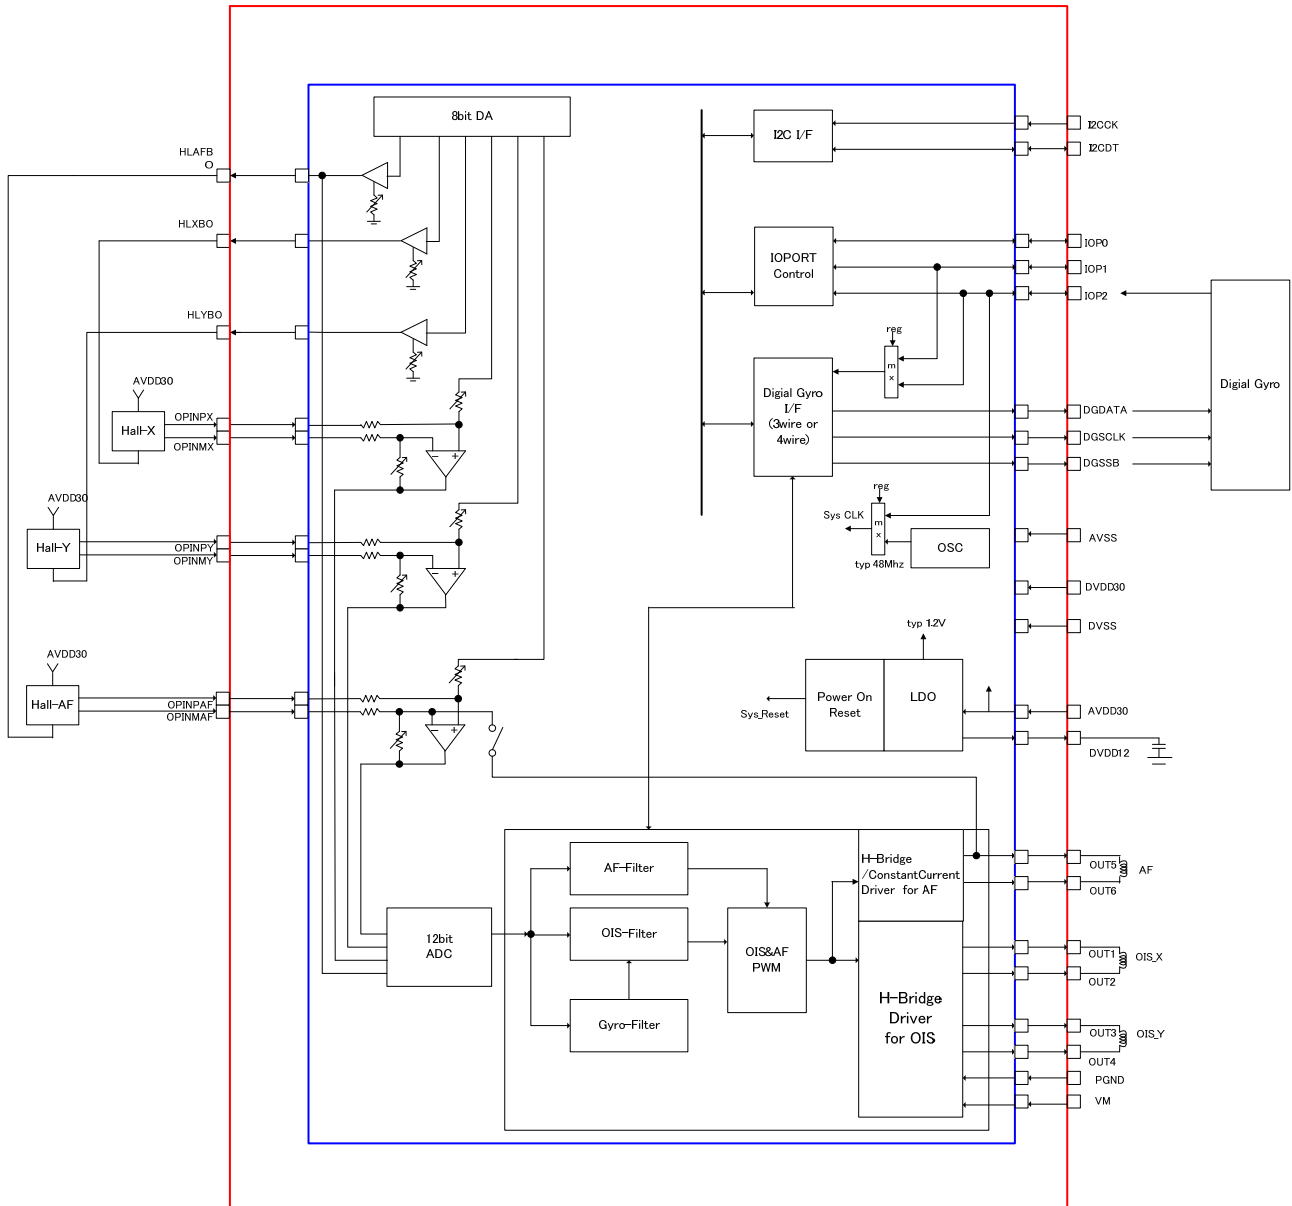 8bit DA
HLAFB
O
HLXBO
HLYBO
AVDD30
Hall-X
OPINPX
OPINMX
AVDD30
Hall-Y
OPINPY
OPINMY
AVDD30
Hall-AF
OPINPAF
OPINMAF
- +
- +
- +
I2C I/F
I2CCK
I2CDT
IOPORT
Control
IOP0
IOP1
IOP2
reg
m
x
Digial Gyro
I/F
(3wire or
4wire)
DGDATA
DGSCLK
DGSSB
Digial Gyro
reg
Sys CLK
m
x
OSC
typ 48Mhz
AVSS
DVDD30
DVSS
typ 1.2V
Power On
Reset
LDO
Sys_Reset
AVDD30
DVDD12
12bit
ADC
AF-Filter
OIS-Filter
Gyro-Filter
OIS&AF
PWM
H-Bridge
/ConstantCurrent
Driver for AF
H-Bridge
Driver
for OIS
OUT5
AF
OUT6
OUT1
OIS_X
OUT2
OUT3
OIS_Y
OUT4
PGND
VM